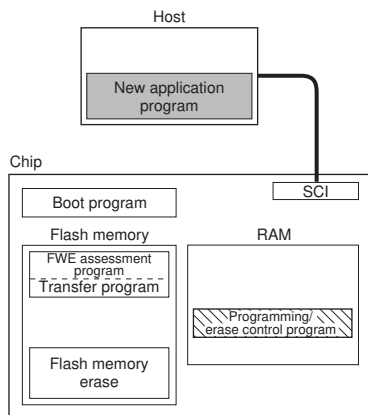 Host
New application
program
Chip
SCI
Boot program
Flash memory
RAM
FWE assessment
program
Transfer program
Programming/
erase control program
Flash memory
erase